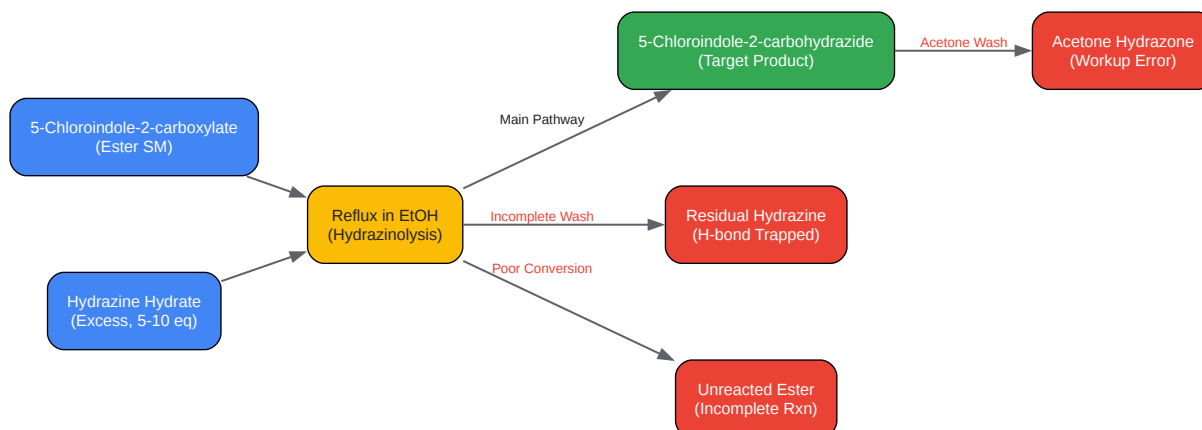 5-Chloroindole-2-carbohydrazide
(Target Product)
Acetone Wash
Acetone Hydrazone
(Workup Error)
Main Pathway
5-Chloroindole-2-carboxylate
(Ester SM)
Reflux in EtOH
(Hydrazinolysis)
Incomplete Wash
Residual Hydrazine
(H-bond Trapped)
Poor Conversion
Hydrazine Hydrate
(Excess, 5-10 eq)
Unreacted Ester
(Incomplete Rxn)